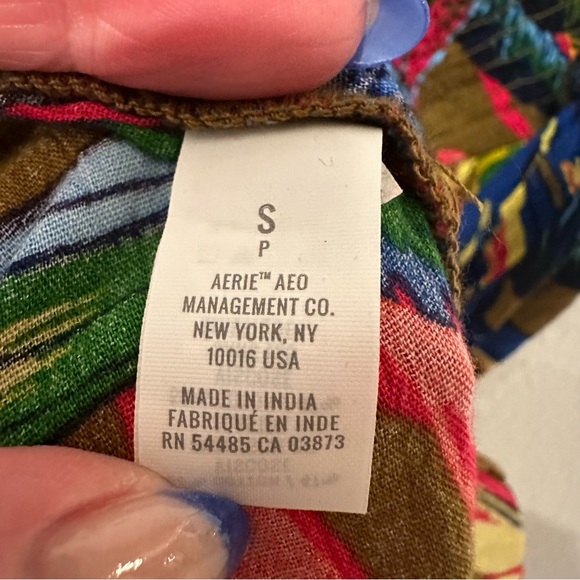 S
P
AERIE™ AEO
MANAGEMENT CO.
NEW YORK, NY
10016 USA
MADE IN INDIA
FABRIQUÉ EN INDE
RN 54485 CA 03873